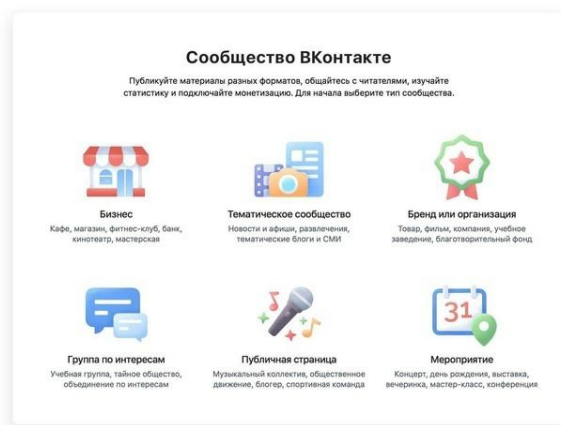 Сообщество ВКонтакте
Публикуйте материалы разных форматов, общайтесь с читателями, изучайте
статистику и подключайте монетизацию. Для начала выберите тип сообщества.
Бизнес
Кафе, магазин, фитнес-клуб, банк,
кинотеатр, мастерская
Тематическое сообщество
Новости и афиши, развлечения,
тематические блоги и СМИ
Бренд или организация
Товар, фильм, компания, учебное
заведение, благотворительный фонд
31
Группа по интересам
Учебная группа, тайное общество,
объединение по интересам
Публичная страница
Музыкальный коллектив, общественное
движение, блогер, спортивная команда
Мероприятие
Концерт, день рождения, выставка,
вечеринка, мастер-класс, конференция